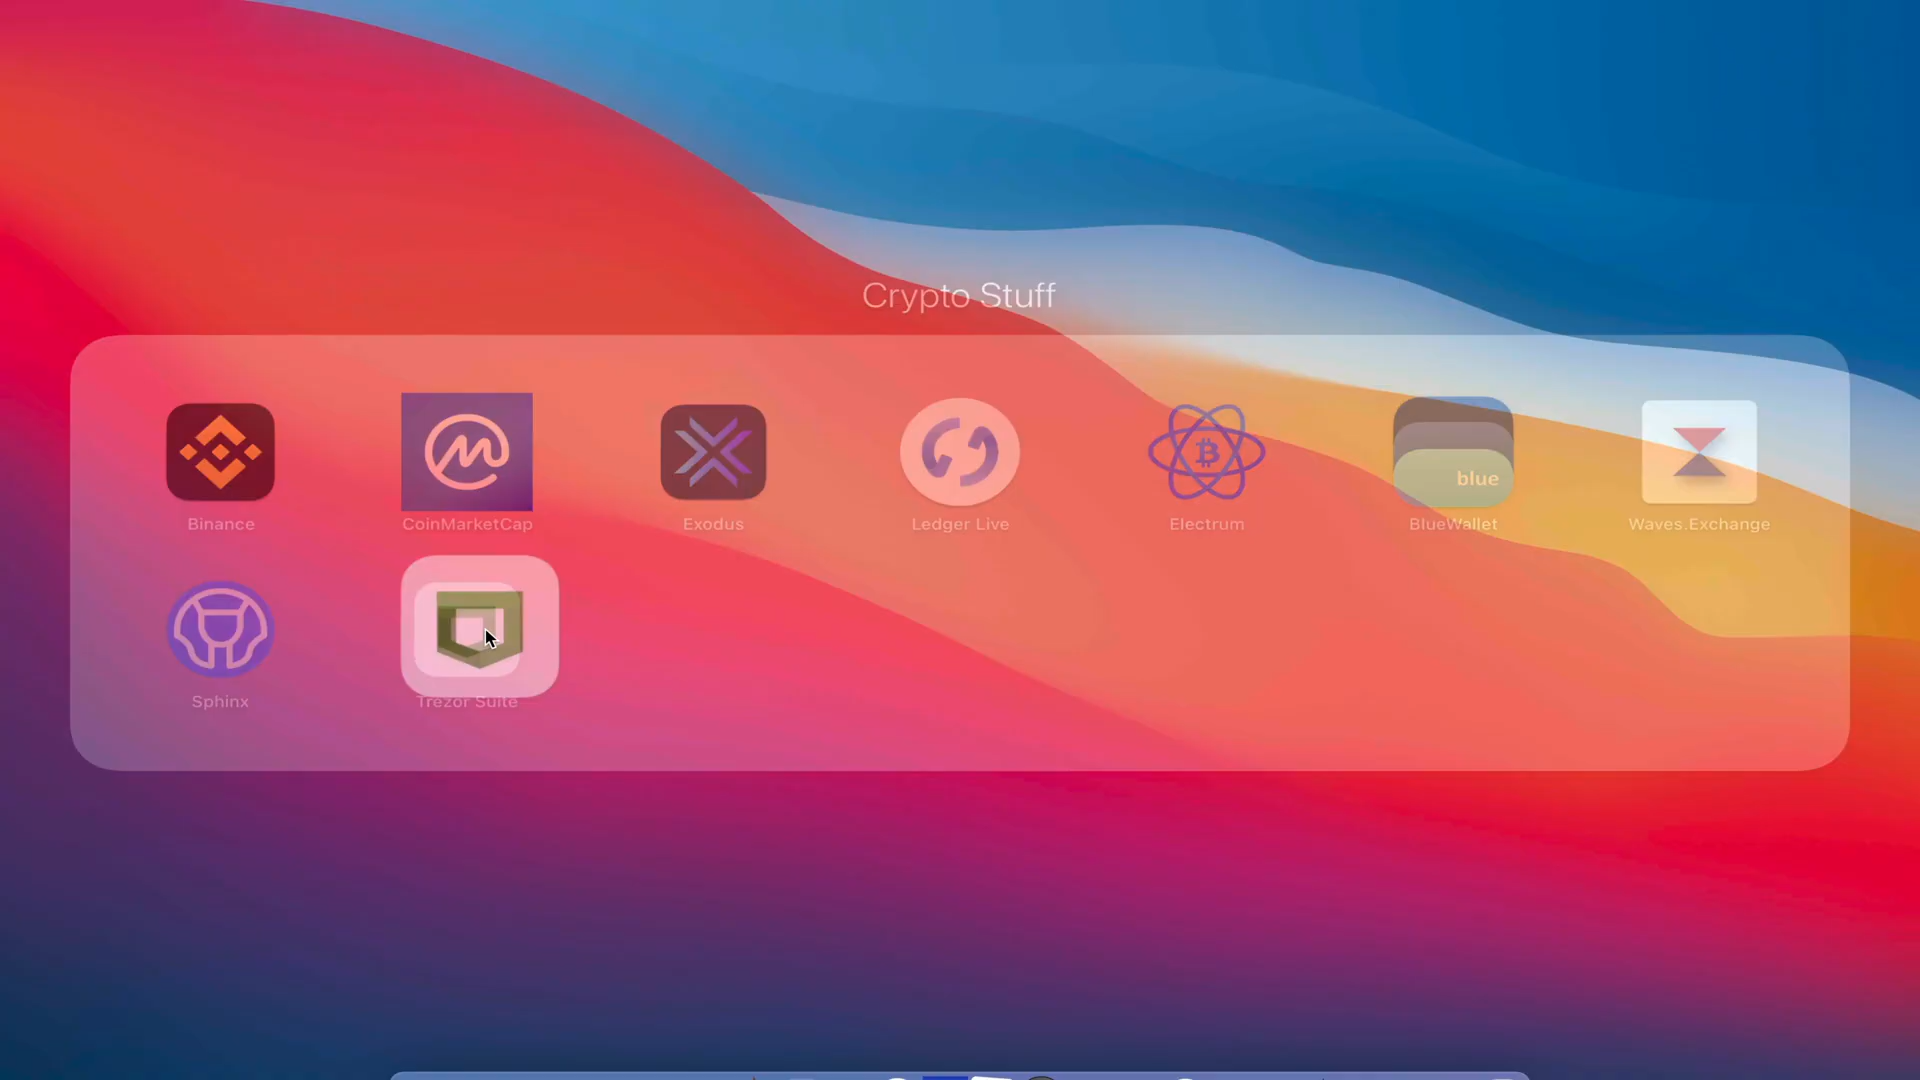 Crypto Stuff
Binance
CoinMarketCap
Exodus
Ledger Live
Electrum
blue
BlueWallet
Waves.Exchange
Sphinx
Trezor Suite